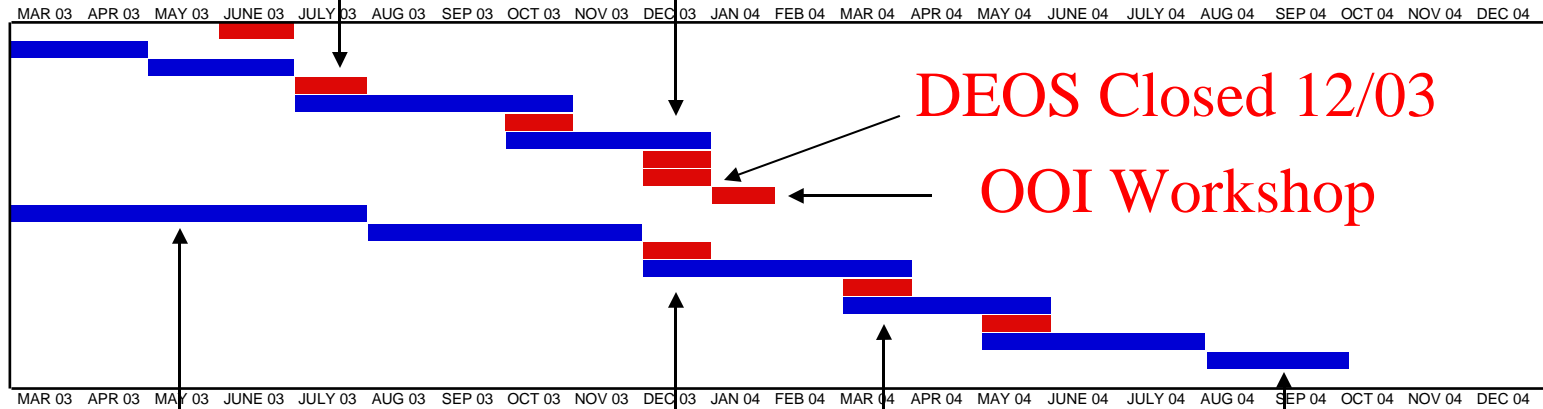 MAR 03 APR 03 MAY 03 JUNE 03 JULY 03 AUG 03 SEP 03 OCT 03 NOV 03 DEC 03 JAN 04 FEB 04 MAR 04 APR 04 MAY 04 JUNE 04 JULY 04 AUG 04 SEP 04 OCT 04 NOV 04 DEC 04
DEOS Closed 12/03
OOI Workshop
MAR 03 APR 03 MAY 03 JUNE 03 JULY 03 AUG 03 SEP 03 OCT 03 NOV 03 DEC 03 JAN 04 FEB 04 MAR 04 APR 04 MAY 04 JUNE 04 JULY 04 AUG 04 SEP 04 OCT 04 NOV 04 DEC 04